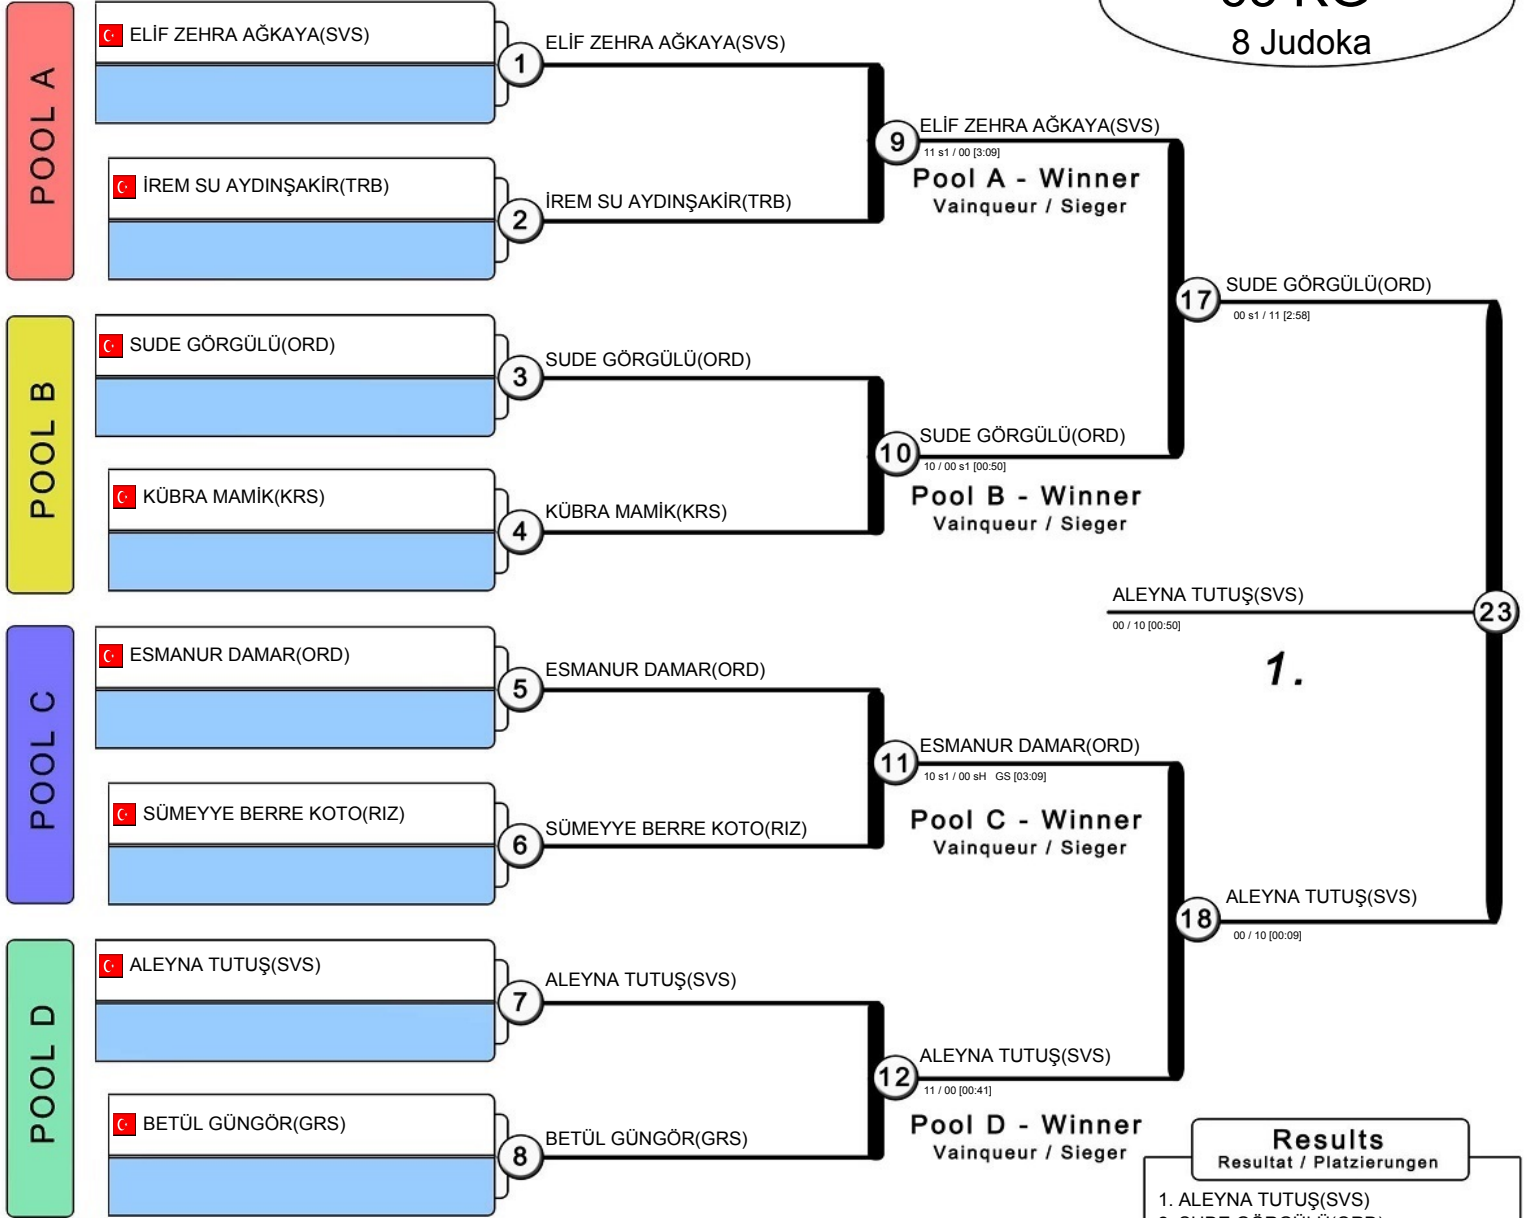 KG
8 Judoka
POOL A
ELİF ZEHRA AĞKAYA(SVS)
1
ELİF ZEHRA AĞKAYA(SVS)
İREM SU AYDINŞAKİR(TRB)
2
İREM SU AYDINŞAKİR(TRB)
9
ELİF ZEHRA AĞKAYA(SVS)
11 s1 / 00 [3:09]
Pool A - Winner
Vainqueur / Sieger
POOL B
SUDE GÖRGÜLÜ(ORD)
3
SUDE GÖRGÜLÜ(ORD)
KÜBRA MAMİK(KRS)
4
KÜBRA MAMİK(KRS)
10
SUDE GÖRGÜLÜ(ORD)
10 / 00 s1 [00:50]
Pool B - Winner
Vainqueur / Sieger
17
SUDE GÖRGÜLÜ(ORD)
00 s1 / 11 [2:58]
ALEYNA TUTUŞ(SVS)
23
00 / 10 [00:50]
1.
POOL C
ESMANUR DAMAR(ORD)
5
ESMANUR DAMAR(ORD)
SÜMEYYE BERRE KOTO(RIZ)
6
SÜMEYYE BERRE KOTO(RIZ)
11
ESMANUR DAMAR(ORD)
10 s1 / 00 sH GS [03:09]
Pool C - Winner
Vainqueur / Sieger
18
ALEYNA TUTUŞ(SVS)
00 / 10 [00:09]
POOL D
ALEYNA TUTUŞ(SVS)
7
ALEYNA TUTUŞ(SVS)
BETÜL GÜNGÖR(GRS)
8
BETÜL GÜNGÖR(GRS)
12
ALEYNA TUTUŞ(SVS)
11 / 00 [00:41]
Pool D - Winner
Vainqueur / Sieger
Results
Resultat / Platzierungen
1. ALEYNA TUTUŞ(SVS)
2. SUDE GÖRGÜLÜ(ORD)